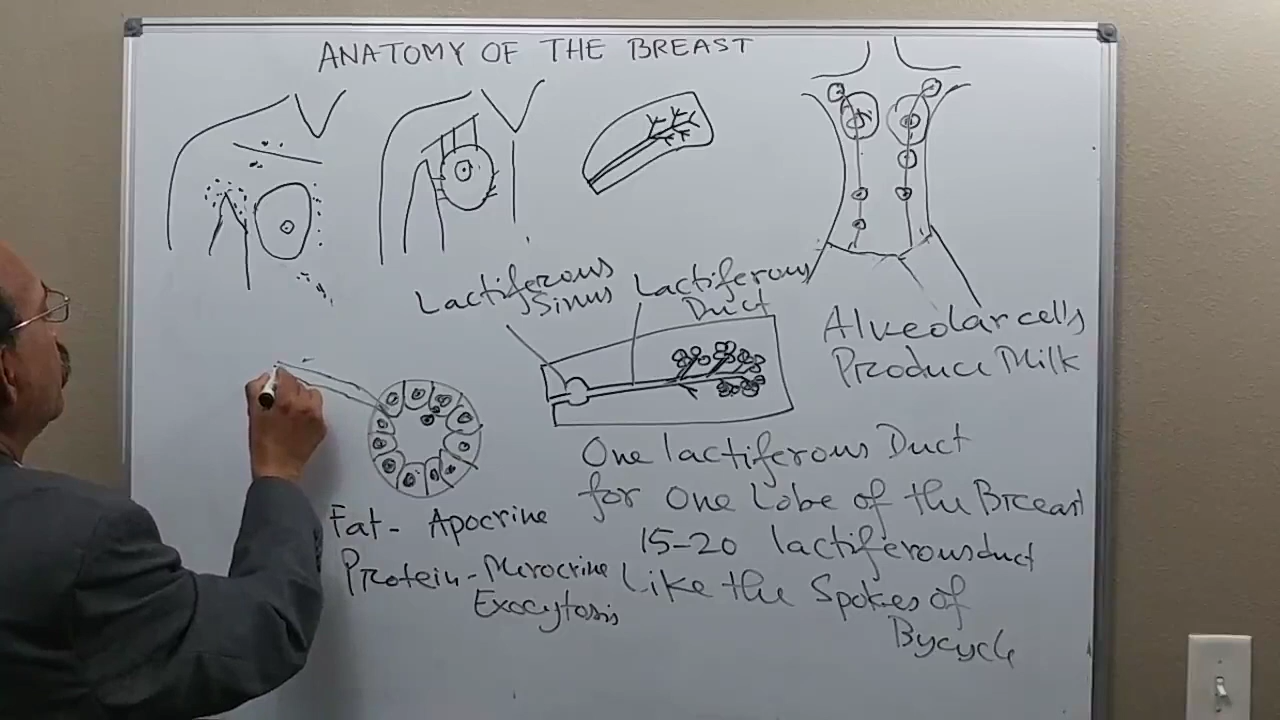 ANATOMY OF THE BREAST
Lactiferous
Sinus
Lactiferous
Duct
Alveolar cells
Produce Milk
One lactiferous Duct
for One Lobe of the Breast
15-20 lactiferous duct
Like the Spokes of
Bycycle
Fat - Apocrine
Protein - Merocrine
Exocytosis